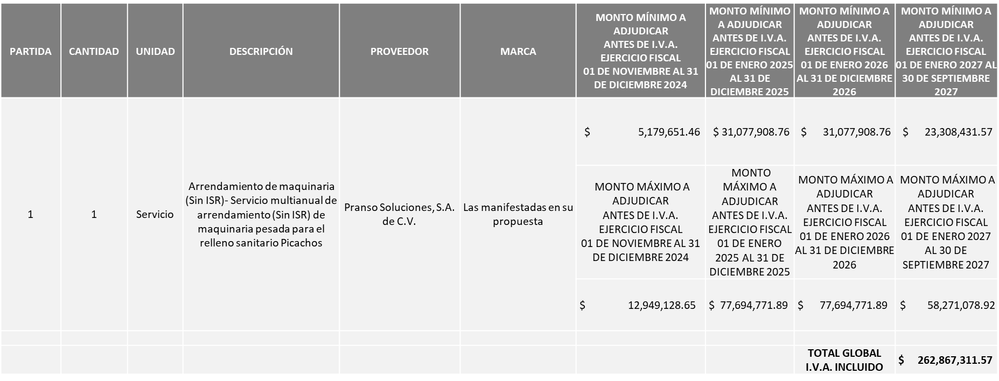 PARTIDA
CANTIDAD
UNIDAD
DESCRIPCIÓN
PROVEEDOR
MARCA
MONTO MÍNIMO A
ADJUDICAR
ANTES DE I.V.A.
EJERCICIO FISCAL
01 DE NOVIEMBRE AL 31
DE DICIEMBRE 2024
MONTO MÍNIMO
A ADJUDICAR
ANTES DE I.V.A.
EJERCICIO FISCAL
01 DE ENERO 2025
AL 31 DE
DICIEMBRE 2025
MONTO MÍNIMO A
ADJUDICAR
ANTES DE I.V.A.
EJERCICIO FISCAL
01 DE ENERO 2026
AL 31 DE DICIEMBRE
2026
MONTO MÍNIMO A
ADJUDICAR
ANTES DE I.V.A.
EJERCICIO FISCAL
01 DE ENERO 2027 AL
30 DE SEPTIEMBRE
2027
1
1
Servicio
Arrendamiento de maquinaria
(Sin ISR)- Servicio multianual de
arrendamiento (Sin ISR) de
maquinaria pesada para el
relleno sanitario Picachos
Pranso Soluciones, S.A.
de C.V.
Las manifestadas en su
propuesta
$ 5,179,651.46
$ 31,077,908.76
$ 31,077,908.76
$ 23,308,431.57
MONTO MÁXIMO A
ADJUDICAR
ANTES DE I.V.A.
EJERCICIO FISCAL
01 DE NOVIEMBRE AL 31
DE DICIEMBRE 2024
MONTO
MÁXIMO A
ADJUDICAR
ANTES DE I.V.A.
EJERCICIO FISCAL
01 DE ENERO
2025 AL 31 DE
DICIEMBRE 2025
MONTO MÁXIMO A
ADJUDICAR
ANTES DE I.V.A.
EJERCICIO FISCAL
01 DE ENERO 2026
AL 31 DE DICIEMBRE
2026
MONTO MÁXIMO A
ADJUDICAR
ANTES DE I.V.A.
EJERCICIO FISCAL
01 DE ENERO 2027
AL 30 DE
SEPTIEMBRE 2027
$ 12,949,128.65
$ 77,694,771.89
$ 77,694,771.89
$ 58,271,078.92
TOTAL GLOBAL
I.V.A. INCLUIDO
$ 262,867,311.57